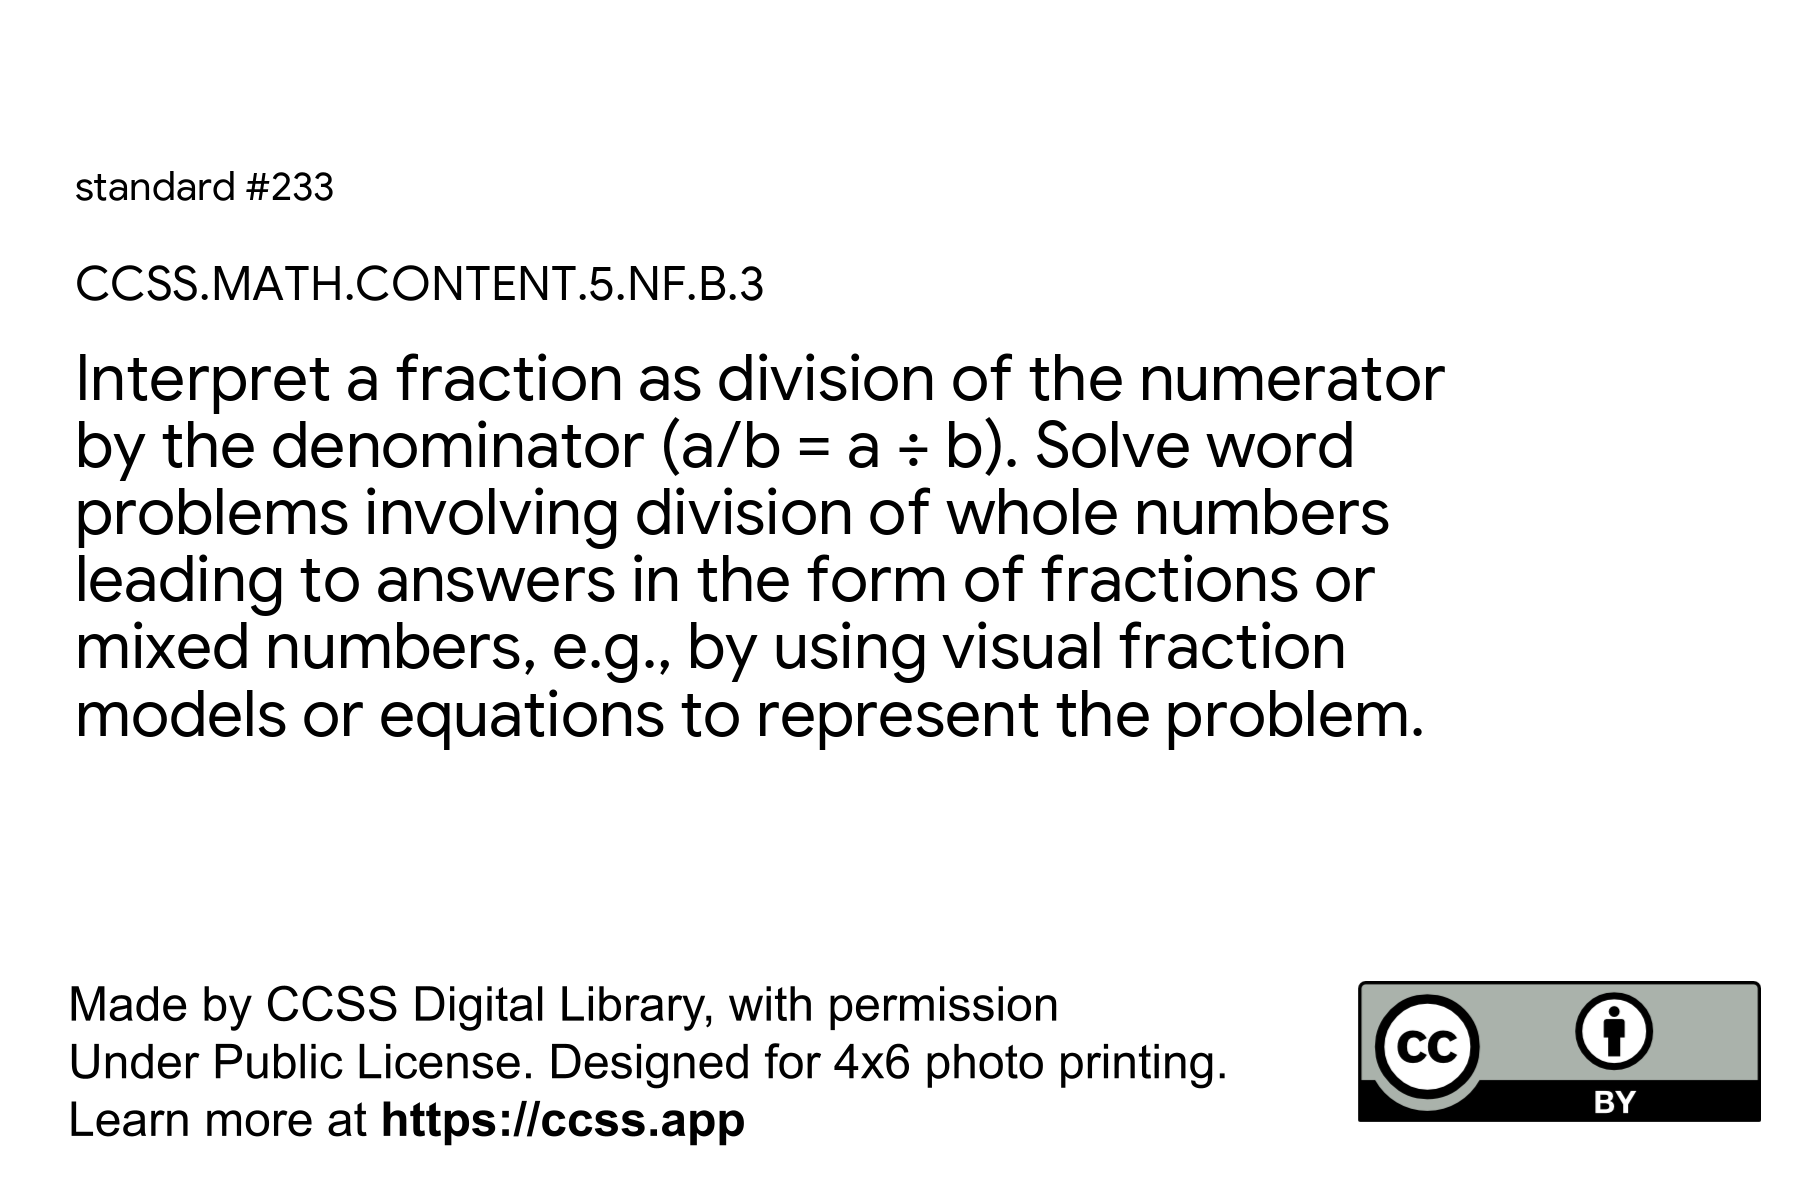 standard #233
CCSS.MATH.CONTENT.5.NF.B.3
Interpret a fraction as division of the numerator
by the denominator (a/b = a ÷ b). Solve word
problems involving division of whole numbers
leading to answers in the form of fractions or
mixed numbers, e.g., by using visual fraction
models or equations to represent the problem.
Made by CCSS Digital Library, with permission
Under Public License. Designed for 4x6 photo printing.
Learn more at https://ccss.app
cc
BY